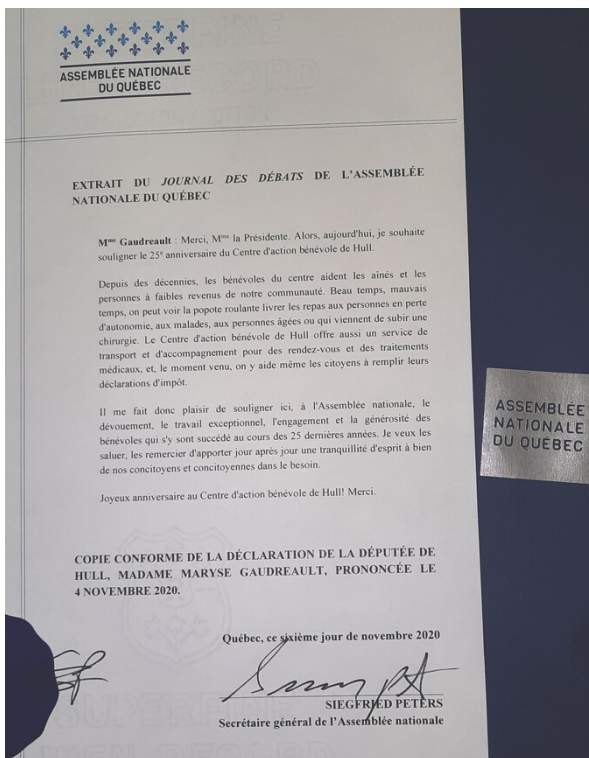 ASSEMBLÉE NATIONALE
DU QUÉBEC
EXTRAIT DU JOURNAL DES DÉBATS DE L'ASSEMBLÉE
NATIONALE DU QUÉBEC
Mme Gaudreault : Merci, Mme la Présidente. Alors, aujourd'hui, je souhaite
souligner le 25e anniversaire du Centre d'action bénévole de Hull.
Depuis des décennies, les bénévoles du centre aident les aînés et les
personnes à faibles revenus de notre communauté. Beau temps, mauvais
temps, on peut voir la popote roulante livrer les repas aux personnes en perte
d'autonomie, aux malades, aux personnes âgées ou qui viennent de subir une
chirurgie. Le Centre d'action bénévole de Hull offre aussi un service de
transport et d'accompagnement pour des rendez-vous et des traitements
médicaux, et, le moment venu, on y aide même les citoyens à remplir leurs
déclarations d'impôt.
Il me fait donc plaisir de souligner ici, à l'Assemblée nationale, le
dévouement, le travail exceptionnel, l'engagement et la générosité des
bénévoles qui s'y sont succédé au cours des 25 dernières années. Je veux les
saluer, les remercier d'apporter jour après jour une tranquillité d'esprit à bien
de nos concitoyens et concitoyennes dans le besoin.
Joyeux anniversaire au Centre d'action bénévole de Hull! Merci.
COPIE CONFORME DE LA DÉCLARATION DE LA DÉPUTÉE DE
HULL, MADAME MARYSE GAUDREAULT, PRONONCÉE LE
4 NOVEMBRE 2020.
Québec, ce sixième jour de novembre 2020
SIEGFRIED PETERS
Secrétaire général de l'Assemblée nationale
ASSEMBLÉE
NATIONALE
DU QUÉBEC